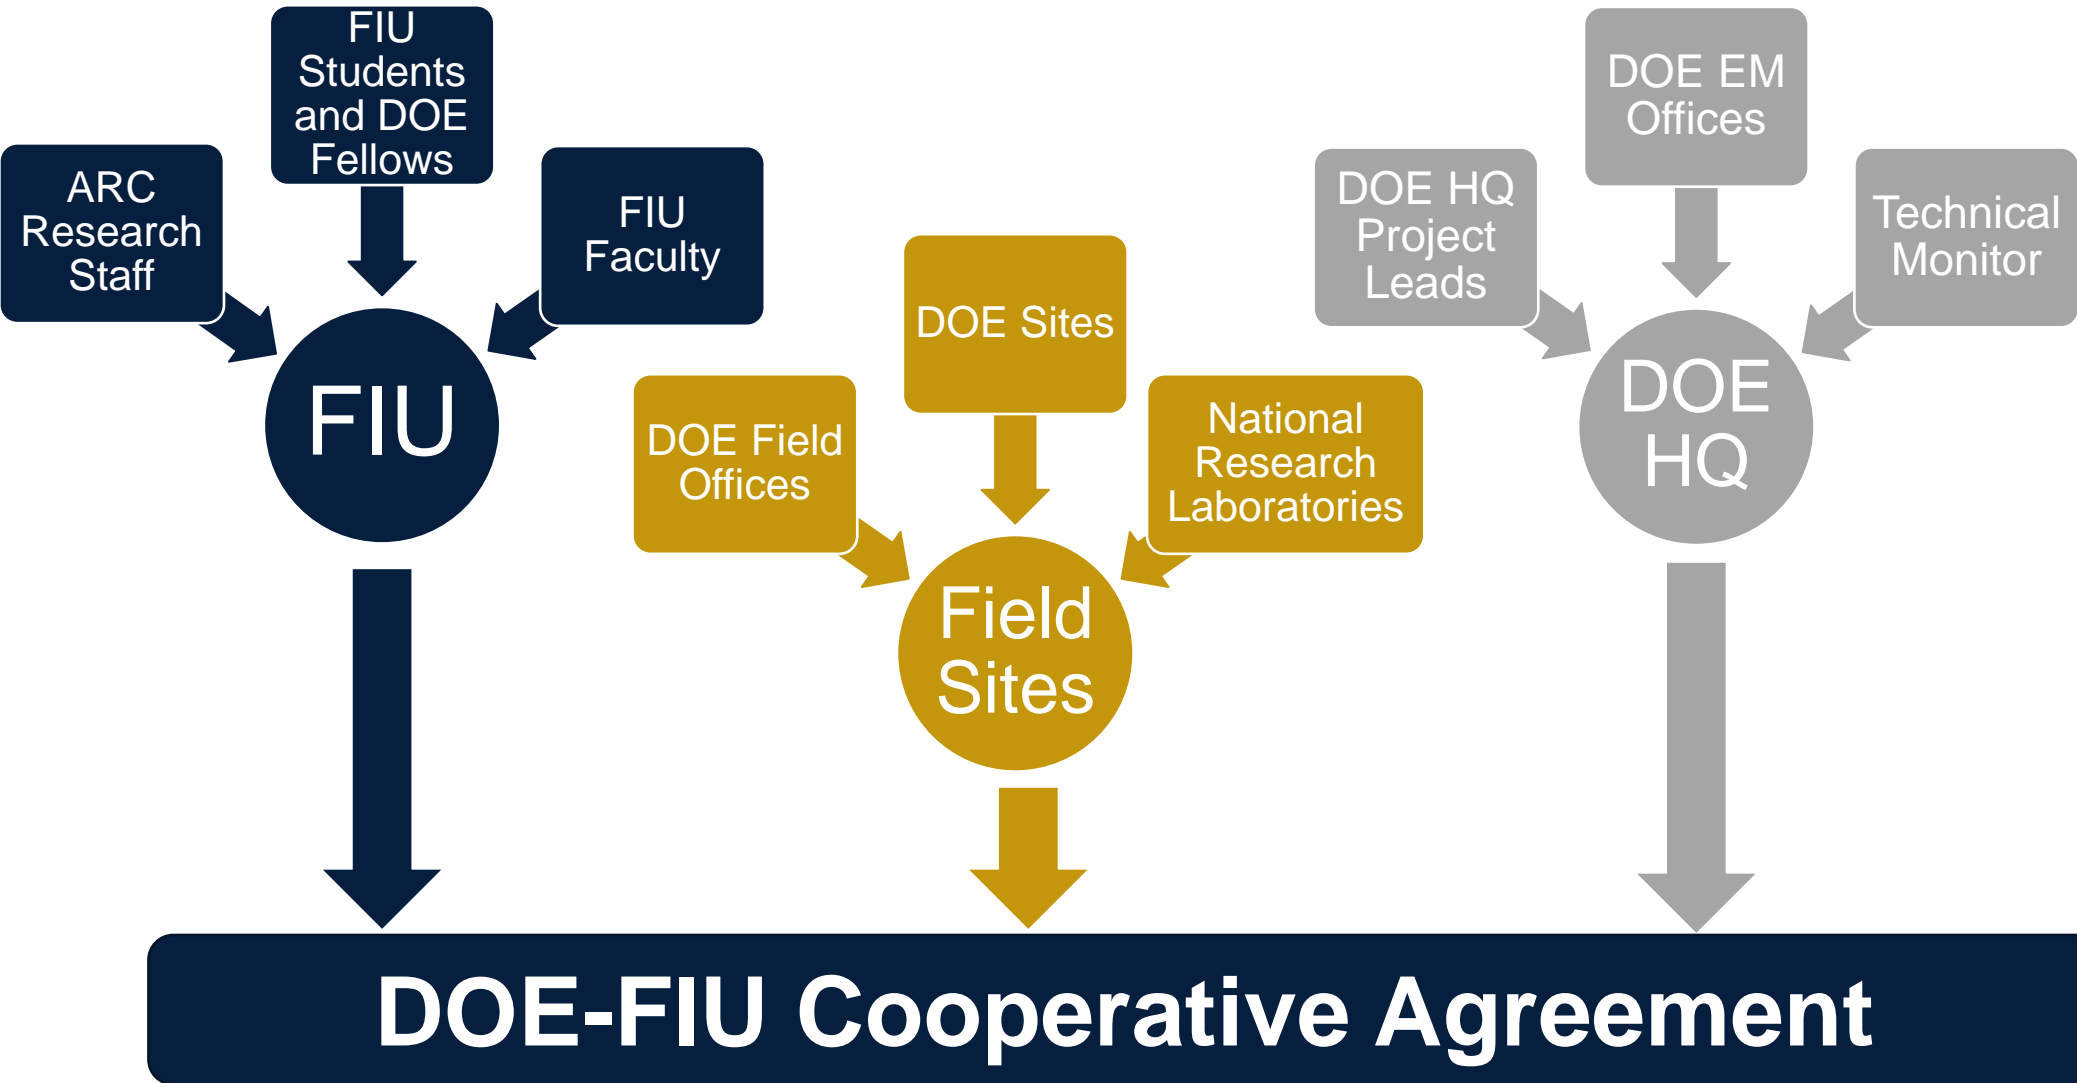 FIU
Students
and DOE
Fellows
ARC
Research
Staff
FIU
Faculty
FIU
DOE Sites
DOE Field
Offices
National
Research
Laboratories
Field
Sites
DOE EM
Offices
DOE HQ
Project
Leads
Technical
Monitor
DOE
HQ
DOE-FIU Cooperative Agreement